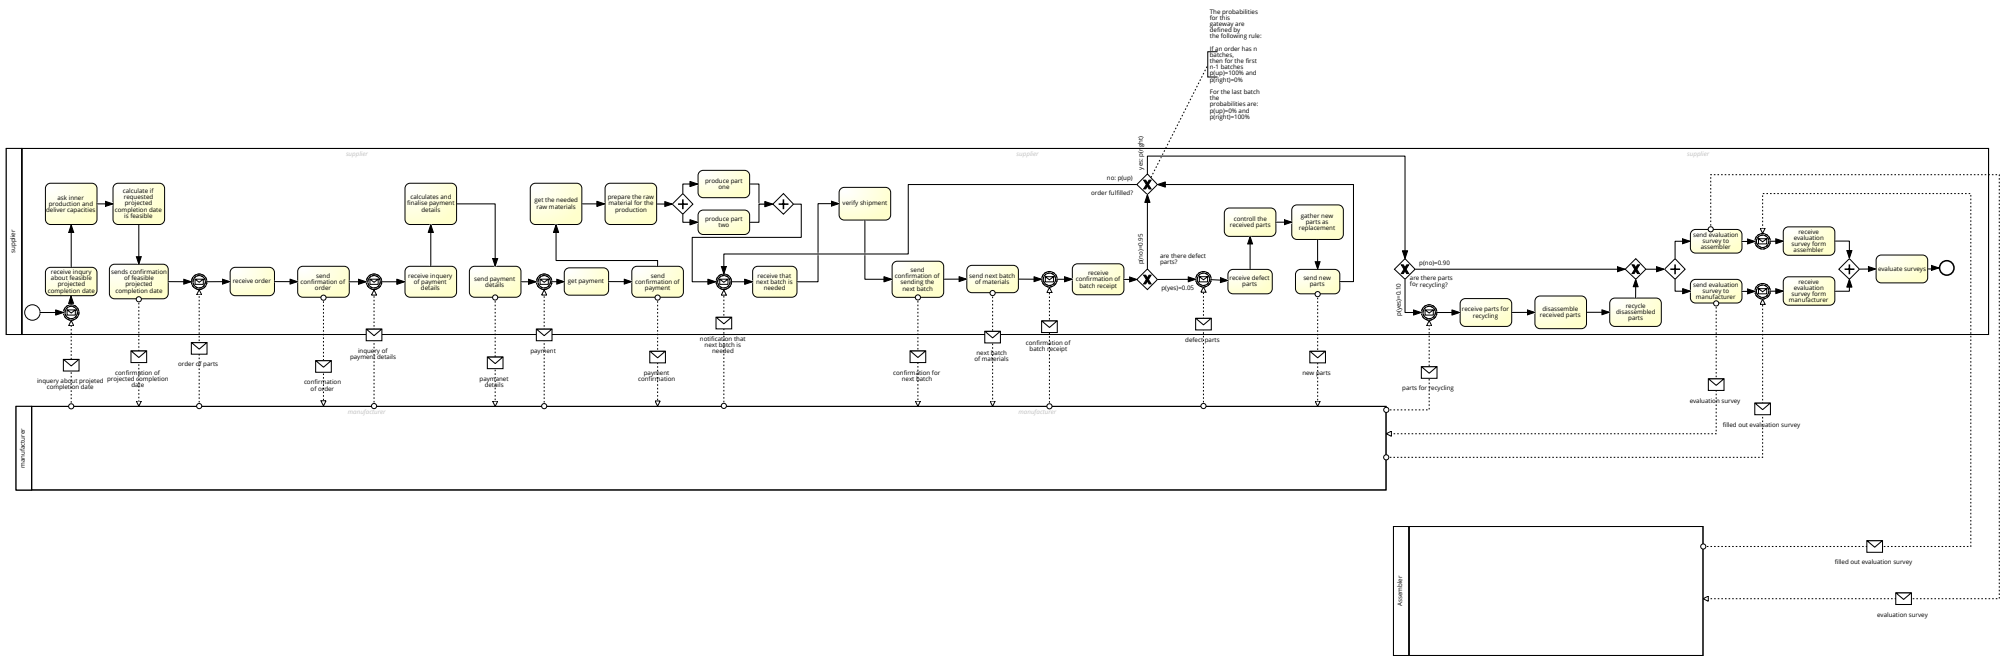 The probabilities
for this
gateway are
defined by
the following rule:
If an order has n
batches,
then for the first
n-1 batches
p(up)=100% and
p(right)=0%
For the last batch
the
probabilities are:
p(up)=0% and
p(right)=100%
supplier
supplier
supplier
supplier
ask inner
production and
deliver capacities
calculate if
requested
projected
completion date
is feasible
receive inqury
about feasible
projected
completion date
sends confirmation
of feasible
projected
completion date
receive order
send
confirmation of
order
calculates and
finalise payment
details
receive inquery
of payment
details
send payment
details
get payment
get the needed
raw materials
prepare the raw
material for the
production
send
confirmation of
payment
produce part
one
produce part
two
receive that
next batch is
needed
verify shipment
send
confirmation of
sending the
next batch
send next batch
of materials
receive
confirmation of
batch receipt
yes: p(right)
no: p(up)
order fulfilled?
p(no)=0.95
are there defect
parts?
p(yes)=0.05
controll the
received parts
receive defect
parts
gather new
parts as
replacement
send new
parts
p(no)=0.90
are there parts
for recycling?
p(yes)=0.10
receive parts for
recycling
disassemble
received parts
recycle
disassembled
parts
send evaluation
survey to
assembler
receive
evaluation
survey form
assembler
send evaluation
survey to
manufacturer
receive
evaluation
survey form
manufacturer
evaluate surveys
inquery about projeted
completion date
confirmation of
projected completion
date
order of parts
confirmation
of order
inquery of
payment details
paymanet
details
payment
payment
confirmation
notification that
next batch is
needed
confirmation for
next batch
next batch
of materials
confirmation of
batch receipt
defect parts
new parts
parts for recycling
evaluation survey
filled out evaluation survey
manufacturer
manufacturer
manufacturer
Assembler
filled out evaluation survey
evaluation survey